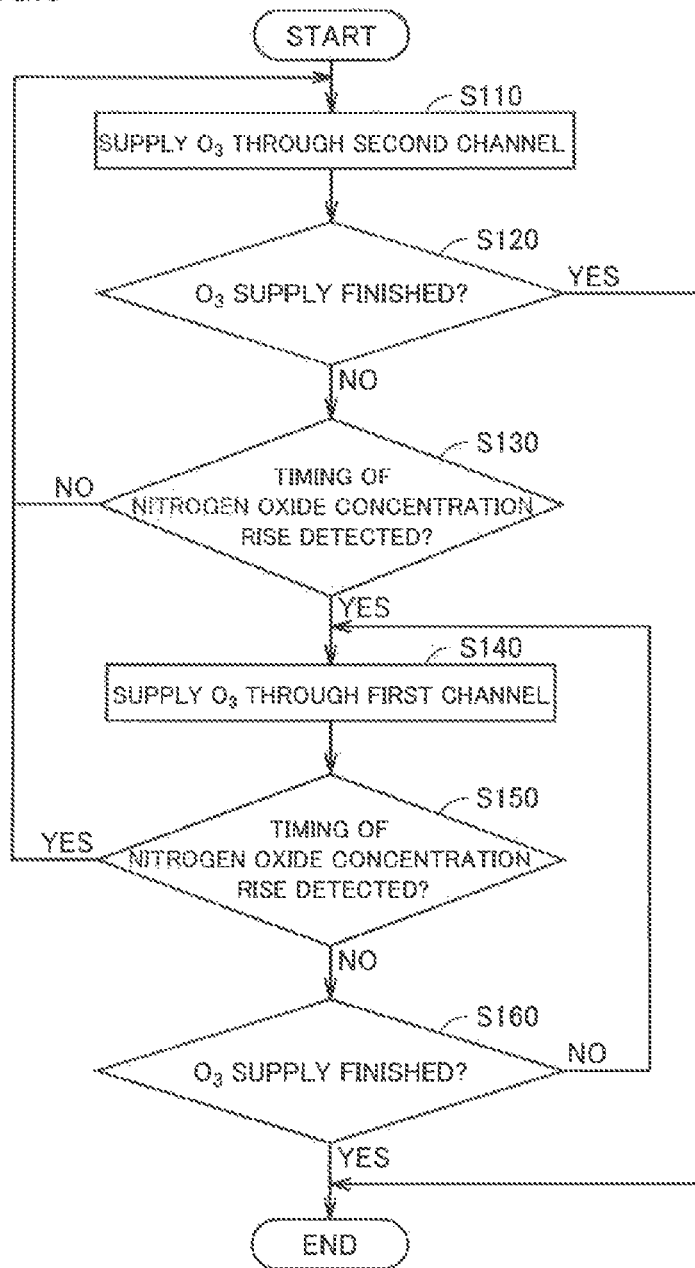 START
S110
SUPPLY O₃ THROUGH SECOND CHANNEL
S120
O₃ SUPPLY FINISHED?
YES
NO
S130
TIMING OF
NITROGEN OXIDE CONCENTRATION
RISE DETECTED?
NO
YES
S140
SUPPLY O₃ THROUGH FIRST CHANNEL
S150
TIMING OF
NITROGEN OXIDE CONCENTRATION
RISE DETECTED?
YES
NO
S160
O₃ SUPPLY FINISHED?
NO
YES
END